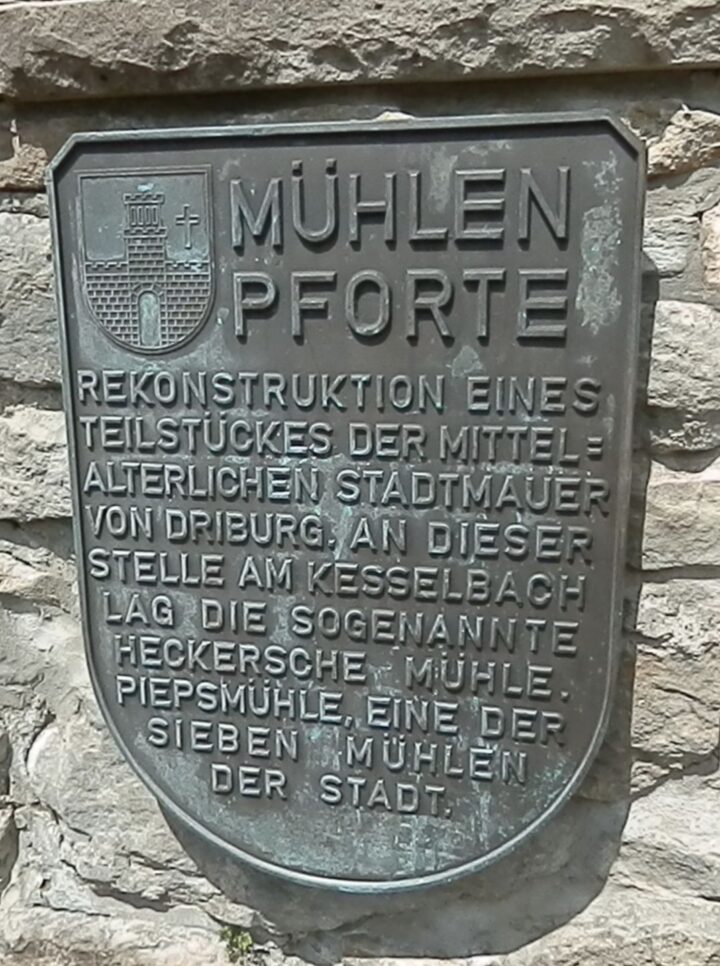 MÜHLEN
PFORTE
REKONSTRUKTION EINES
TEILSTÜCKES DER MITTEL=
ALTERLICHEN STADTMAUER
VON DRIBURG. AN DIESER
STELLE AM KESSELBACH
LAG DIE SOGENANNTE
HECKERSCHE MÜHLE.
PIEPSMÜHLE, EINE DER
SIEBEN MÜHLEN
DER STADT.